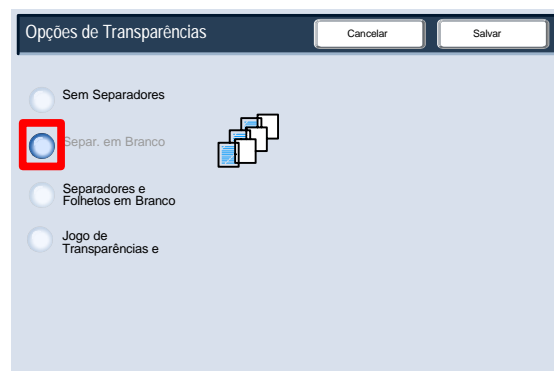 Opções de Transparências
Cancelar
Salvar
Sem Separadores
Separ. em Branco
Separadores e
Folhetos em Branco
Jogo de
Transparências e